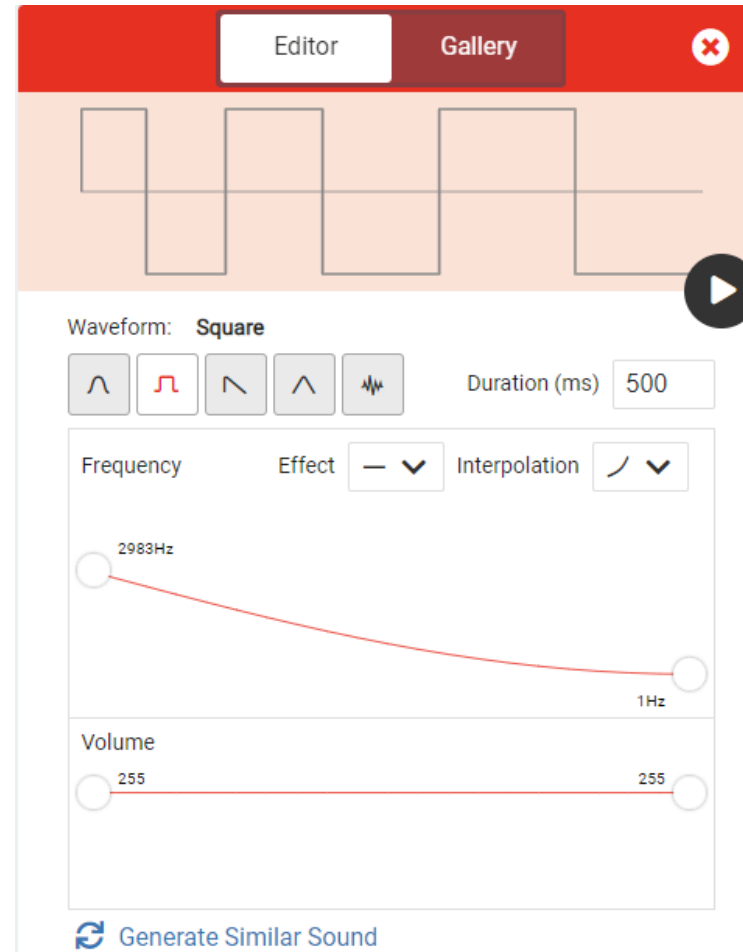 Editor Gallery
Waveform: Square
Duration (ms) 500
Frequency Effect Interpolation
2983Hz
1Hz
Volume
255 255
Generate Similar Sound